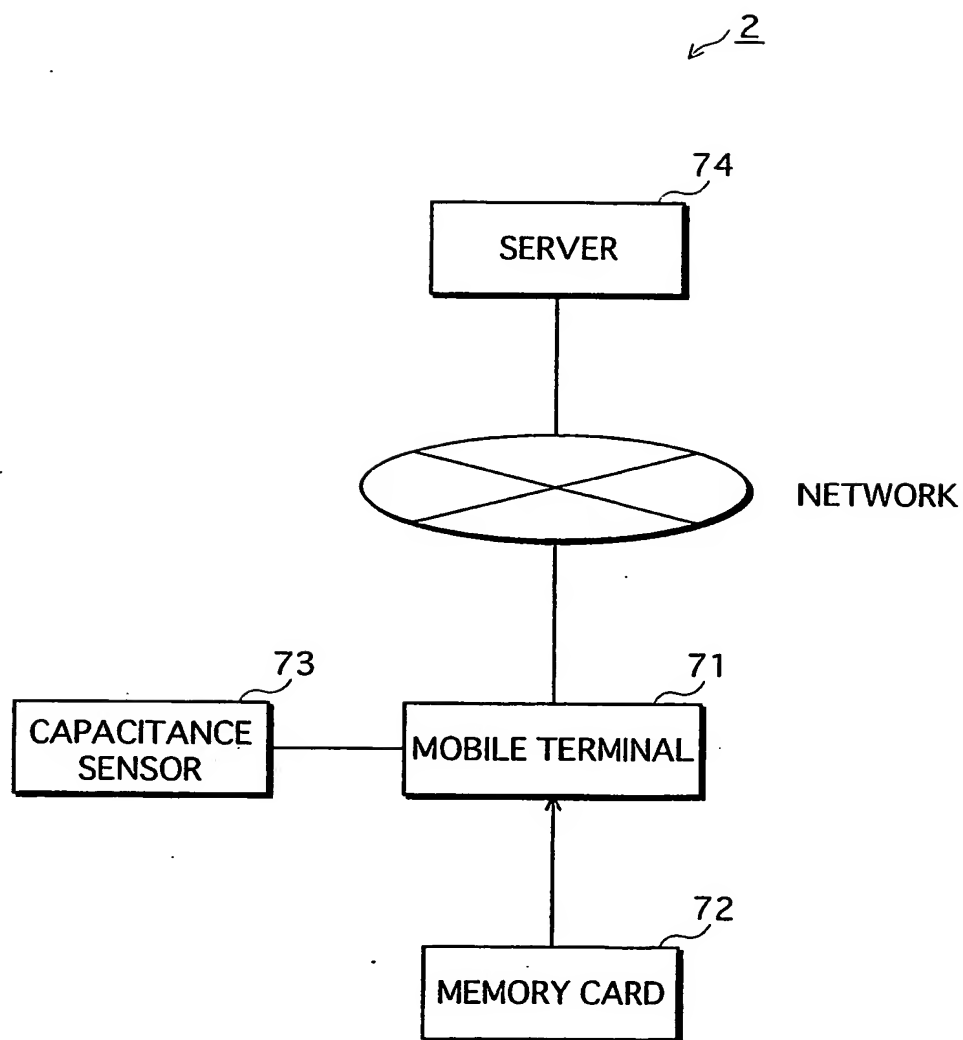 2
74
SERVER
NETWORK
73
71
CAPACITANCE
SENSOR
MOBILE TERMINAL
72
MEMORY CARD